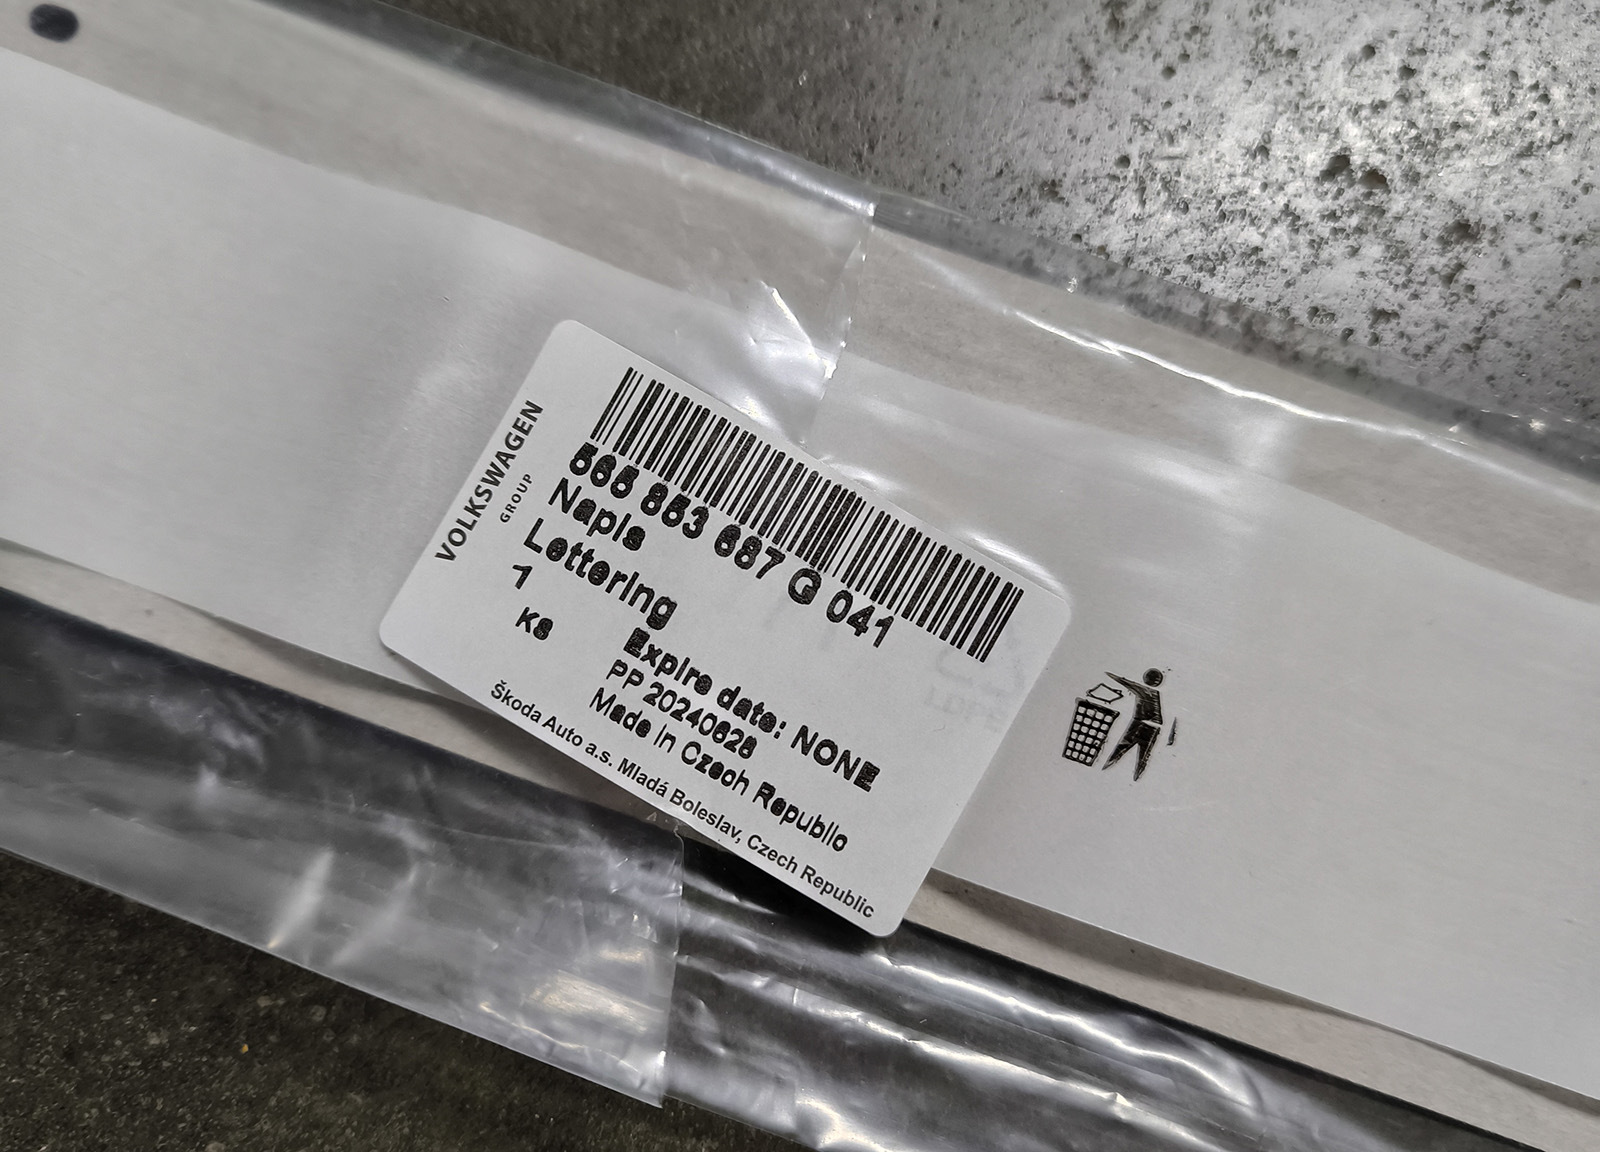 VOLKSWAGEN
GROUP
565 853 687 G 041
Napis
Lettering
1
KS
Expire date: NONE
PP 20240628
Made in Czech Republic
Škoda Auto a.s. Mladá Boleslav, Czech Republic